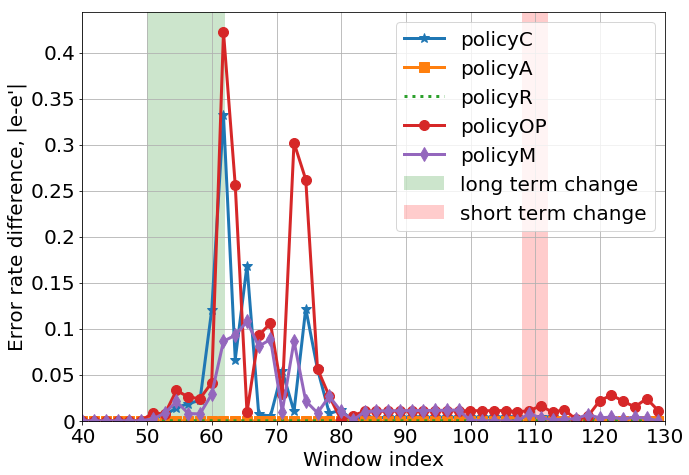 policyC
policyA
policyR
policyOP
policyM
long term change
short term change
Error rate difference, |e-e'|
0.4
0.35
0.3
0.25
0.2
0.15
0.1
0.05
0
40 50 60 70 80 90 100 110 120 130
Window index